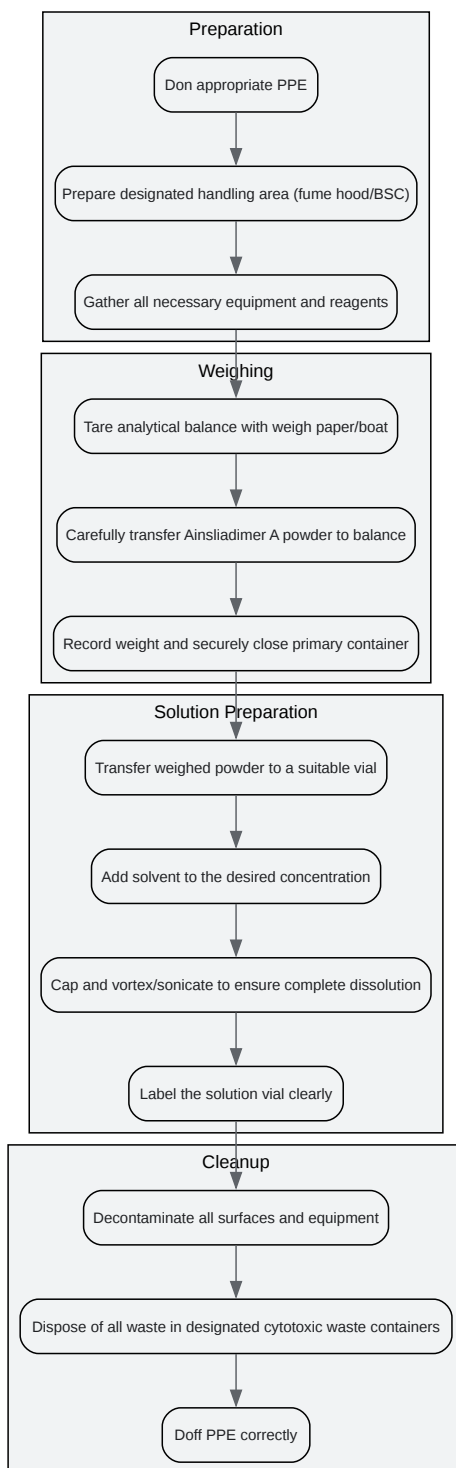 Preparation
Don appropriate PPE
Prepare designated handling area (fume hood/BSC)
Gather all necessary equipment and reagents
Weighing
Tare analytical balance with weigh paper/boat
Carefully transfer Ainsliadimer A powder to balance
Record weight and securely close primary container
Solution Preparation
Transfer weighed powder to a suitable vial
Add solvent to the desired concentration
Cap and vortex/sonicate to ensure complete dissolution
Label the solution vial clearly
Cleanup
Decontaminate all surfaces and equipment
Dispose of all waste in designated cytotoxic waste containers
Doff PPE correctly